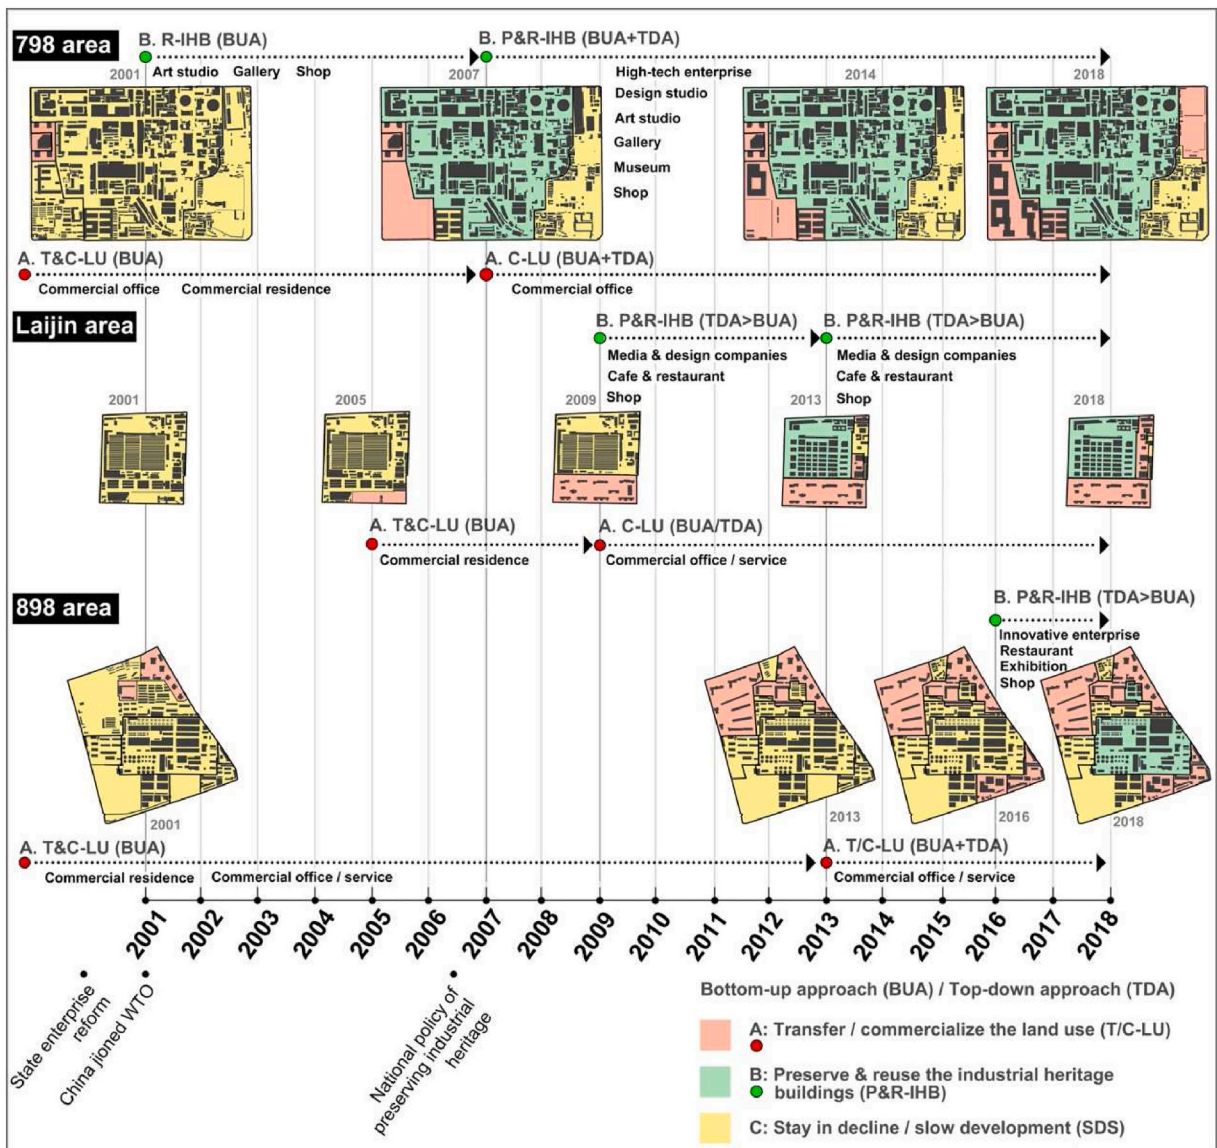 798 area
B. R-IHB (BUA)
B. P&R-IHB (BUA+TDA)
2001
Art studio Gallery Shop
2007
High-tech enterprise
2014
2018
Design studio
Art studio
Gallery
Museum
Shop
A. T&C-LU (BUA)
A. C-LU (BUA+TDA)
Commercial office Commercial residence
Commercial office
Laijin area
B. P&R-IHB (TDA>BUA)
B. P&R-IHB (TDA>BUA)
Media & design companies
Media & design companies
Cafe & restaurant
Cafe & restaurant
Shop
Shop
2001
2005
2009
2013
2018
A. T&C-LU (BUA)
A. C-LU (BUA/TDA)
Commercial residence
Commercial office / service
898 area
B. P&R-IHB (TDA>BUA)
Innovative enterprise
Restaurant
Exhibition
Shop
2001
2013
2016
2018
A. T&C-LU (BUA)
A. T/C-LU (BUA+TDA)
Commercial residence Commercial office / service
Commercial office / service
2001 2002 2003 2004 2005 2006 2007 2008 2009 2010 2011 2012 2013 2014 2015 2016 2017 2018
State enterprise
reform
China jioned WTO
National policy of
preserving industrial
heritage
Bottom-up approach (BUA) / Top-down approach (TDA)
A: Transfer / commercialize the land use (T/C-LU)
B: Preserve & reuse the industrial heritage
buildings (P&R-IHB)
C: Stay in decline / slow development (SDS)